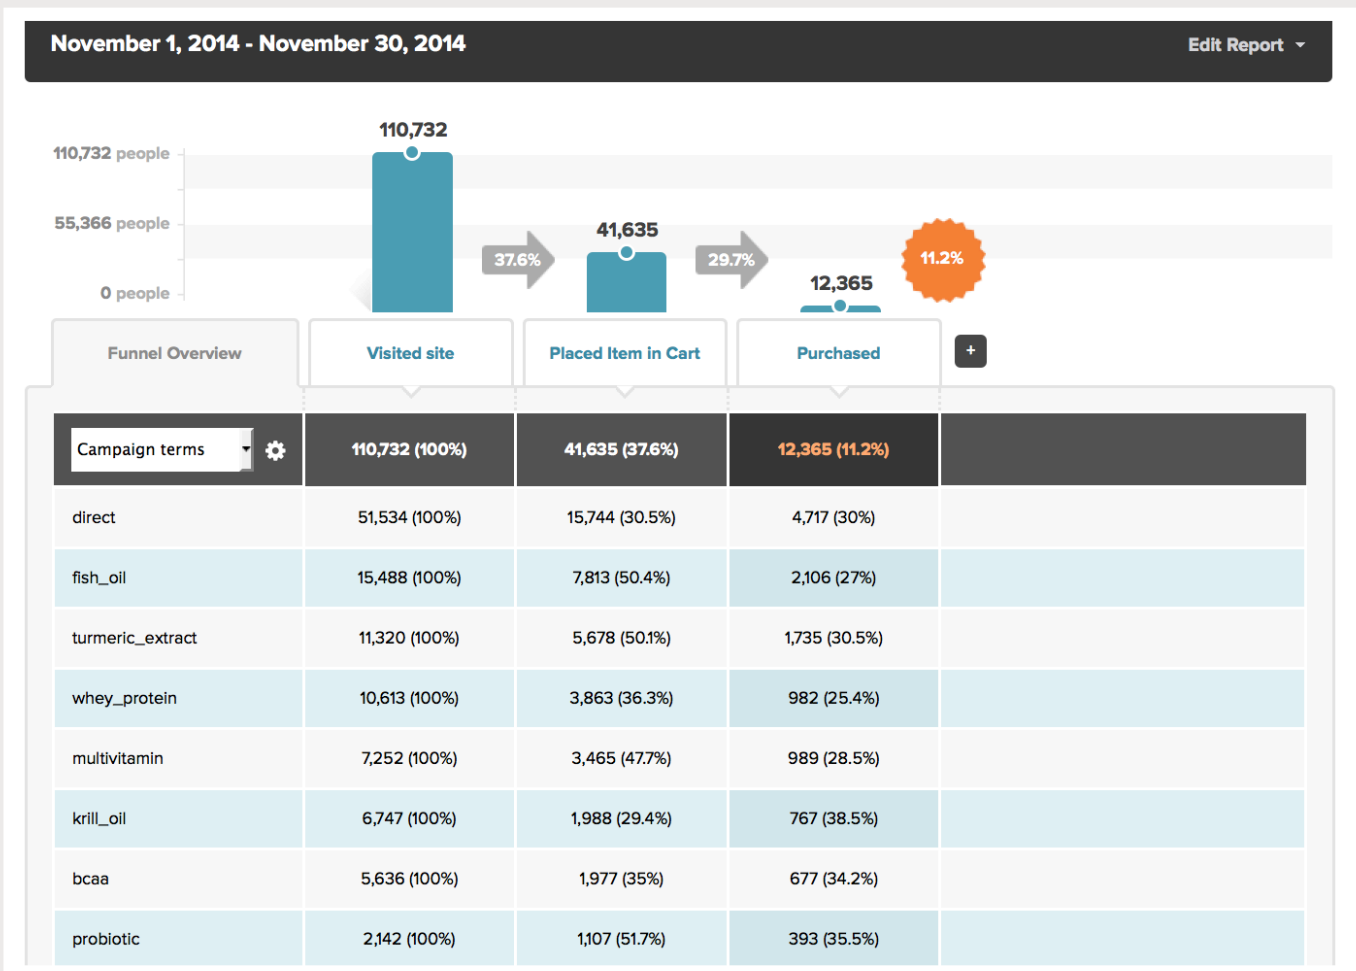 November 1, 2014 - November 30, 2014
Edit Report
110,732
110,732 people
55,366 people
41,635
37.6%
29.7%
11.2%
12,365
0 people
Funnel Overview
Visited site
Placed Item in Cart
Purchased
+
Campaign terms 110,732 (100%) 41,635 (37.6%) 12,365 (11.2%)
direct 51,534 (100%) 15,744 (30.5%) 4,717 (30%)
fish_oil 15,488 (100%) 7,813 (50.4%) 2,106 (27%)
turmeric_extract 11,320 (100%) 5,678 (50.1%) 1,735 (30.5%)
whey_protein 10,613 (100%) 3,863 (36.3%) 982 (25.4%)
multivitamin 7,252 (100%) 3,465 (47.7%) 989 (28.5%)
krill_oil 6,747 (100%) 1,988 (29.4%) 767 (38.5%)
bcaa 5,636 (100%) 1,977 (35%) 677 (34.2%)
probiotic 2,142 (100%) 1,107 (51.7%) 393 (35.5%)